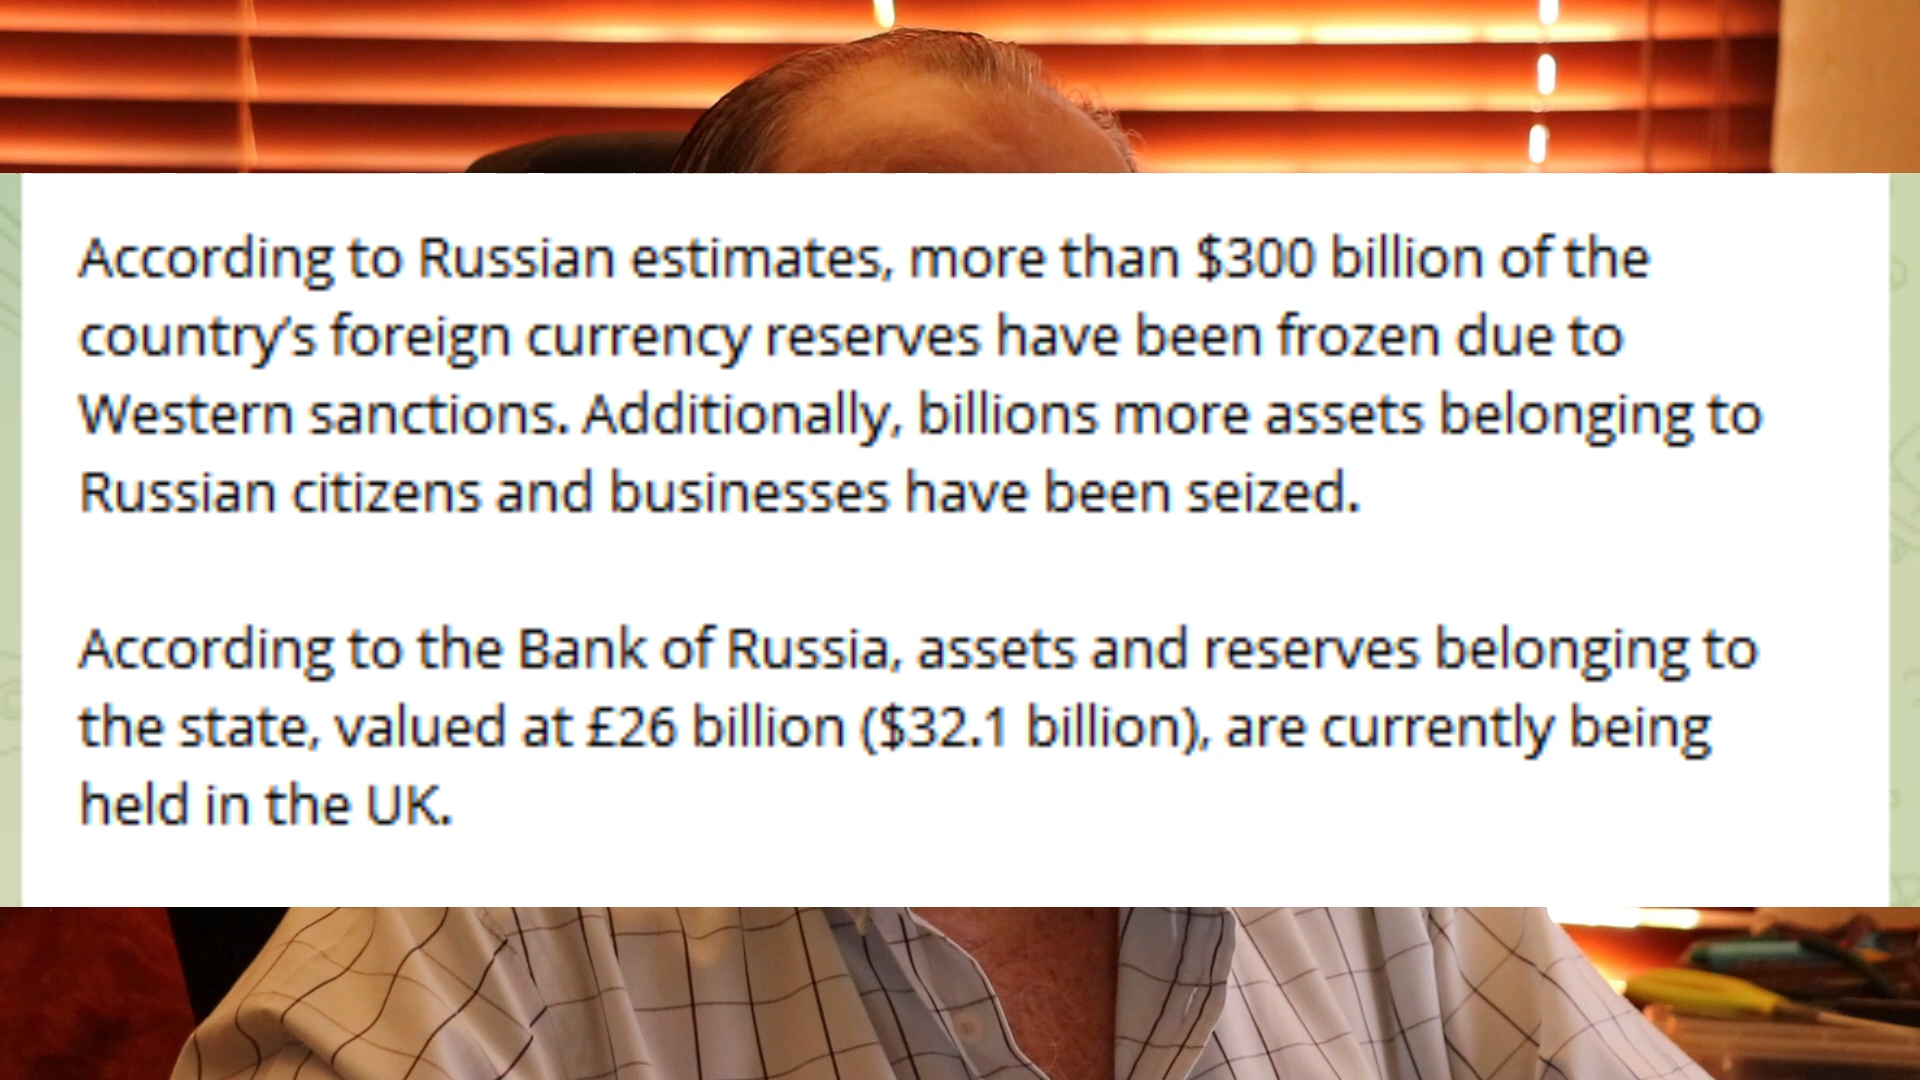 According to Russian estimates, more than $300 billion of the
country’s foreign currency reserves have been frozen due to
Western sanctions. Additionally, billions more assets belonging to
Russian citizens and businesses have been seized.
According to the Bank of Russia, assets and reserves belonging to
the state, valued at £26 billion ($32.1 billion), are currently being
held in the UK.